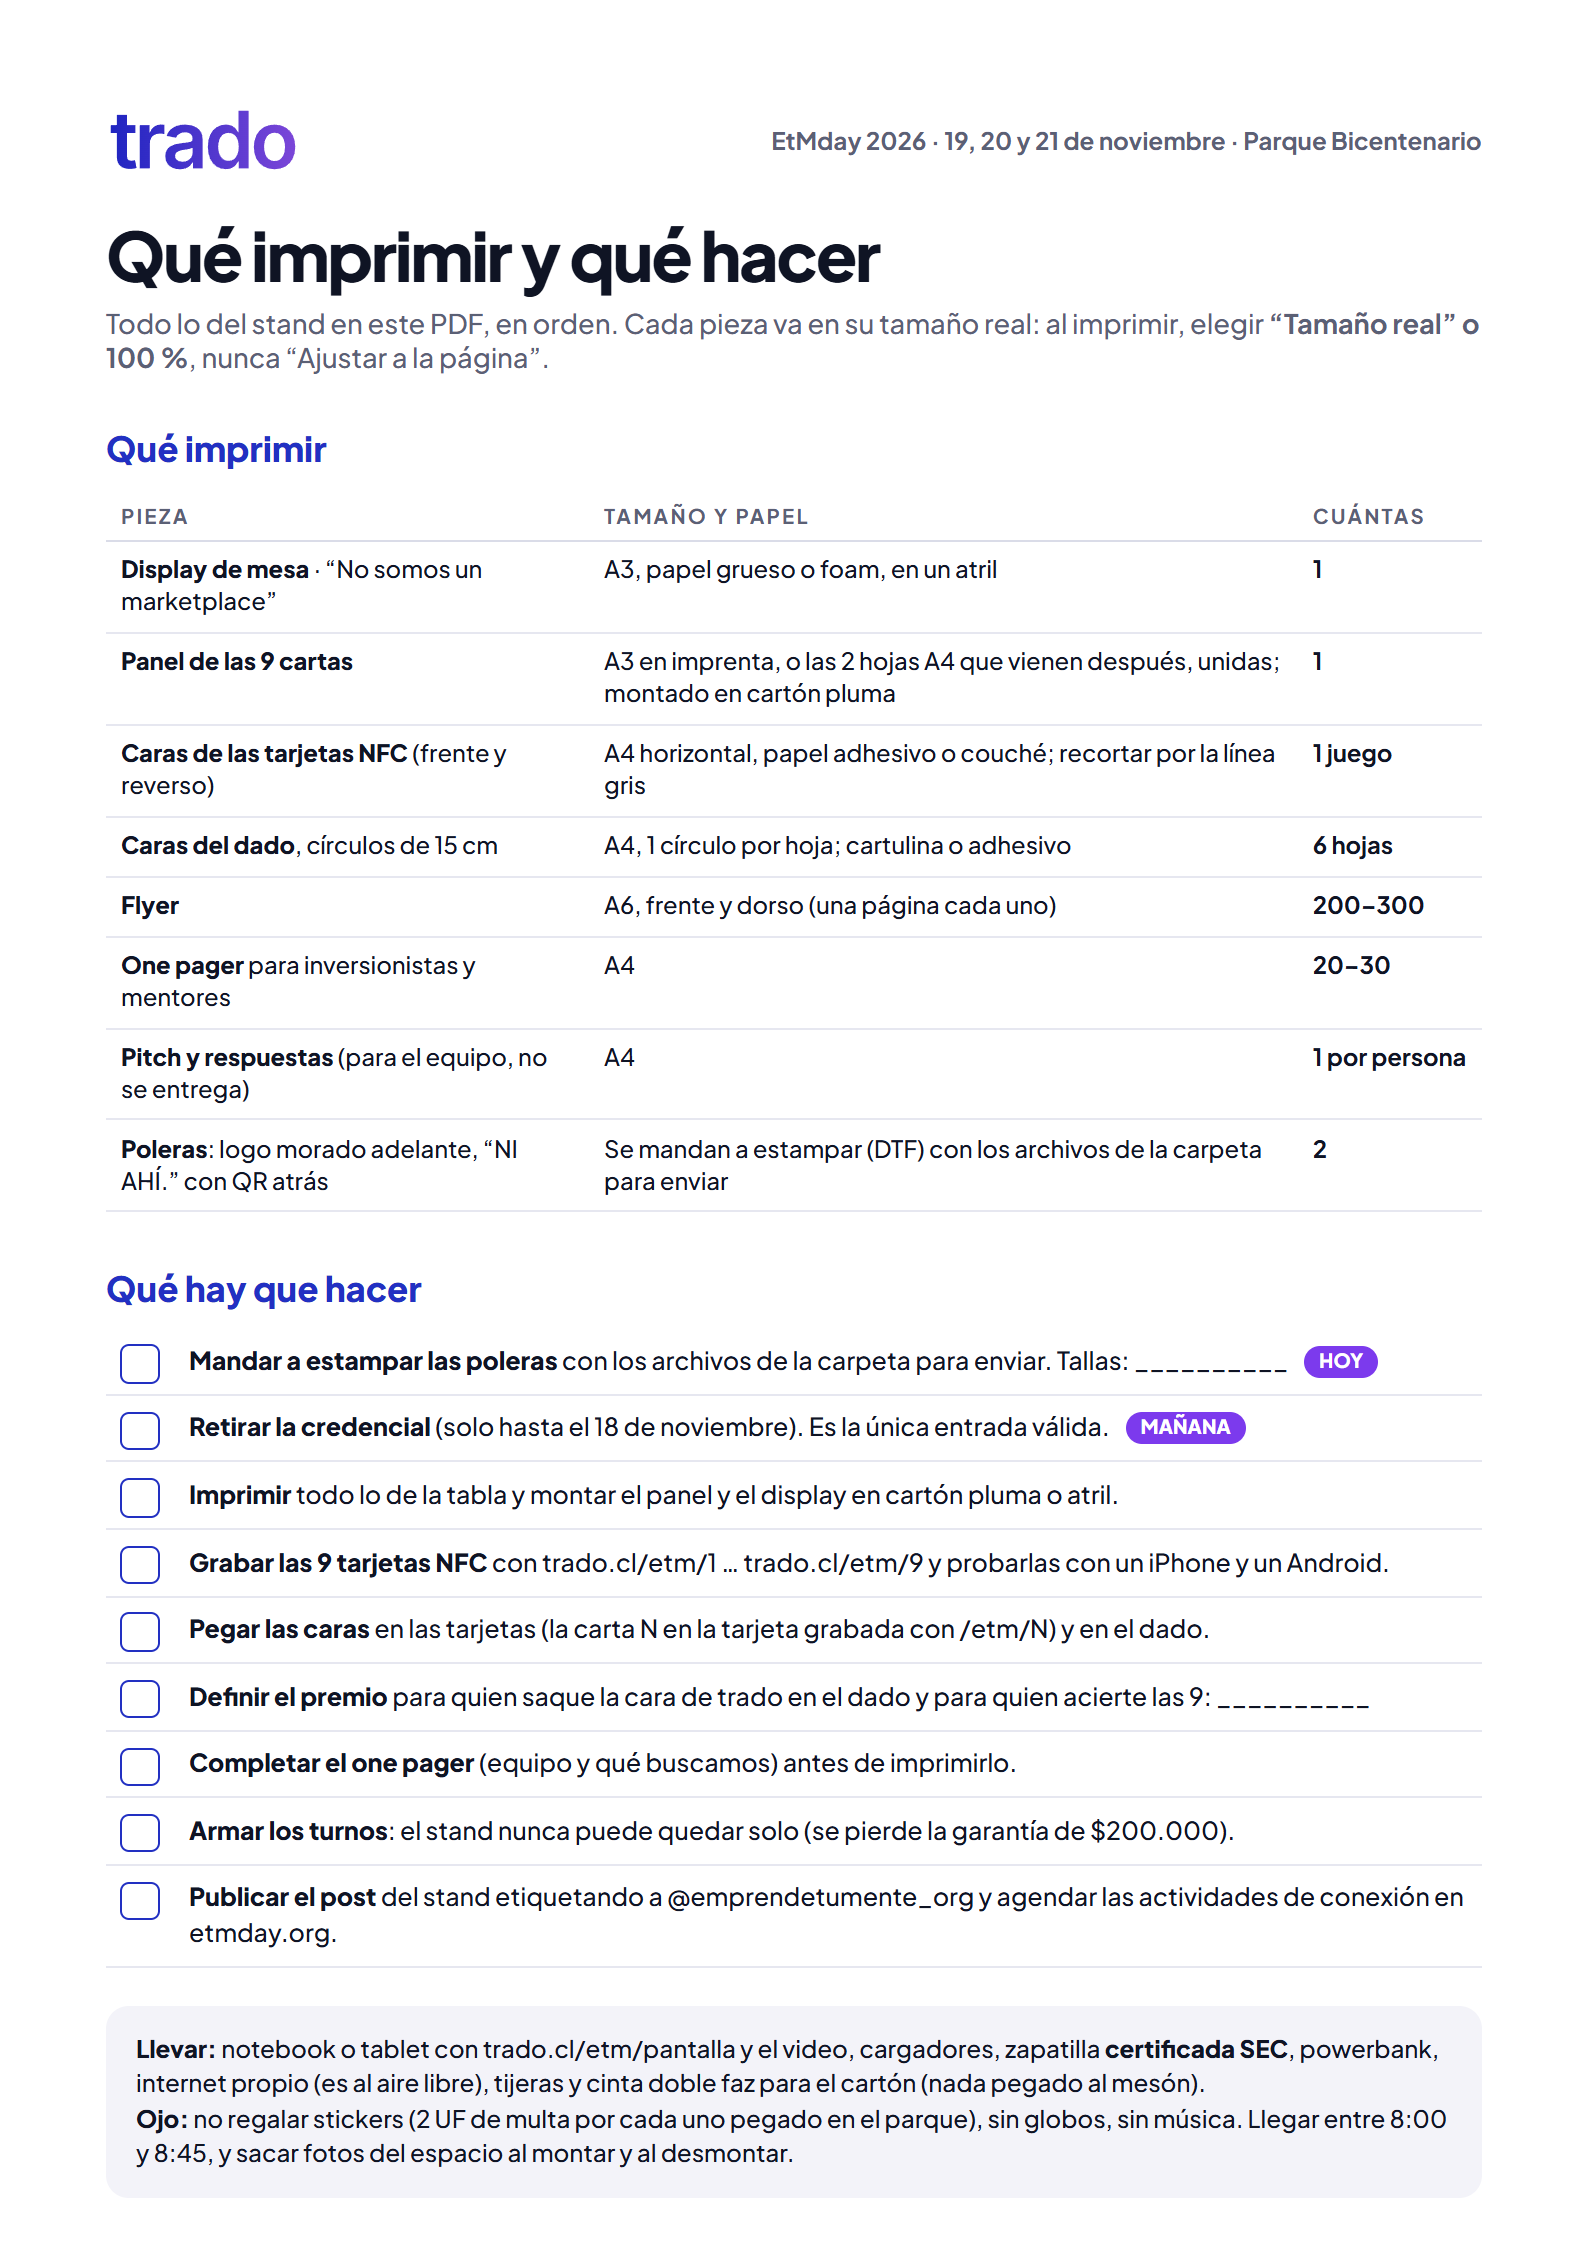 trado
EtMday 2026 · 19, 20 y 21 de noviembre · Parque Bicentenario
Qué imprimir y qué hacer
Todo lo del stand en este PDF, en orden. Cada pieza va en su tamaño real: al imprimir, elegir “Tamaño real” o
100 %, nunca “Ajustar a la página”.
Qué imprimir
PIEZA TAMAÑO Y PAPEL CUÁNTAS
Display de mesa · “No somos un A3, papel grueso o foam, en un atril 1
marketplace”
Panel de las 9 cartas A3 en imprenta, o las 2 hojas A4 que vienen después, unidas; 1
montado en cartón pluma
Caras de las tarjetas NFC (frente y A4 horizontal, papel adhesivo o couché; recortar por la línea 1 juego
reverso) gris
Caras del dado, círculos de 15 cm A4, 1 círculo por hoja; cartulina o adhesivo 6 hojas
Flyer A6, frente y dorso (una página cada uno) 200–300
One pager para inversionistas y A4 20–30
mentores
Pitch y respuestas (para el equipo, no A4 1 por persona
se entrega)
Poleras: logo morado adelante, “NI Se mandan a estampar (DTF) con los archivos de la carpeta 2
AHÍ.” con QR atrás para enviar
Qué hay que hacer
Mandar a estampar las poleras con los archivos de la carpeta para enviar. Tallas: __________ HOY
Retirar la credencial (solo hasta el 18 de noviembre). Es la única entrada válida. MAÑANA
Imprimir todo lo de la tabla y montar el panel y el display en cartón pluma o atril.
Grabar las 9 tarjetas NFC con trado.cl/etm/1 … trado.cl/etm/9 y probarlas con un iPhone y un Android.
Pegar las caras en las tarjetas (la carta N en la tarjeta grabada con /etm/N) y en el dado.
Definir el premio para quien saque la cara de trado en el dado y para quien acierte las 9: __________
Completar el one pager (equipo y qué buscamos) antes de imprimirlo.
Armar los turnos: el stand nunca puede quedar solo (se pierde la garantía de $200.000).
Publicar el post del stand etiquetando a @emprendetumente_org y agendar las actividades de conexión en
etmday.org.
Llevar: notebook o tablet con trado.cl/etm/pantalla y el video, cargadores, zapatilla certificada SEC, powerbank,
internet propio (es al aire libre), tijeras y cinta doble faz para el cartón (nada pegado al mesón).
Ojo: no regalar stickers (2 UF de multa por cada uno pegado en el parque), sin globos, sin música. Llegar entre 8:00
y 8:45, y sacar fotos del espacio al montar y al desmontar.